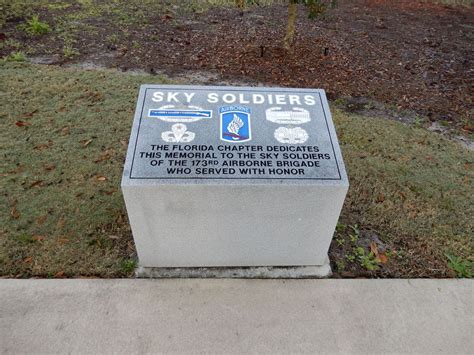 SKY SOLDIERS
AIRBORNE
THE FLORIDA CHAPTER DEDICATES
THIS MEMORIAL TO THE SKY SOLDIERS
OF THE 173RD AIRBORNE BRIGADE
WHO SERVED WITH HONOR